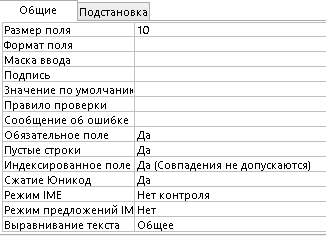 Общие Подстановка
Размер поля 10
Формат поля
Маска ввода
Подпись
Значение по умолчани
Правило проверки
Сообщение об ошибке
Обязательное поле Да
Пустые строки Да
Индексированное поле Да (Совпадения не допускаются)
Сжатие Юникод Да
Режим IME Нет контроля
Режим предложений IM Нет
Выравнивание текста Общее